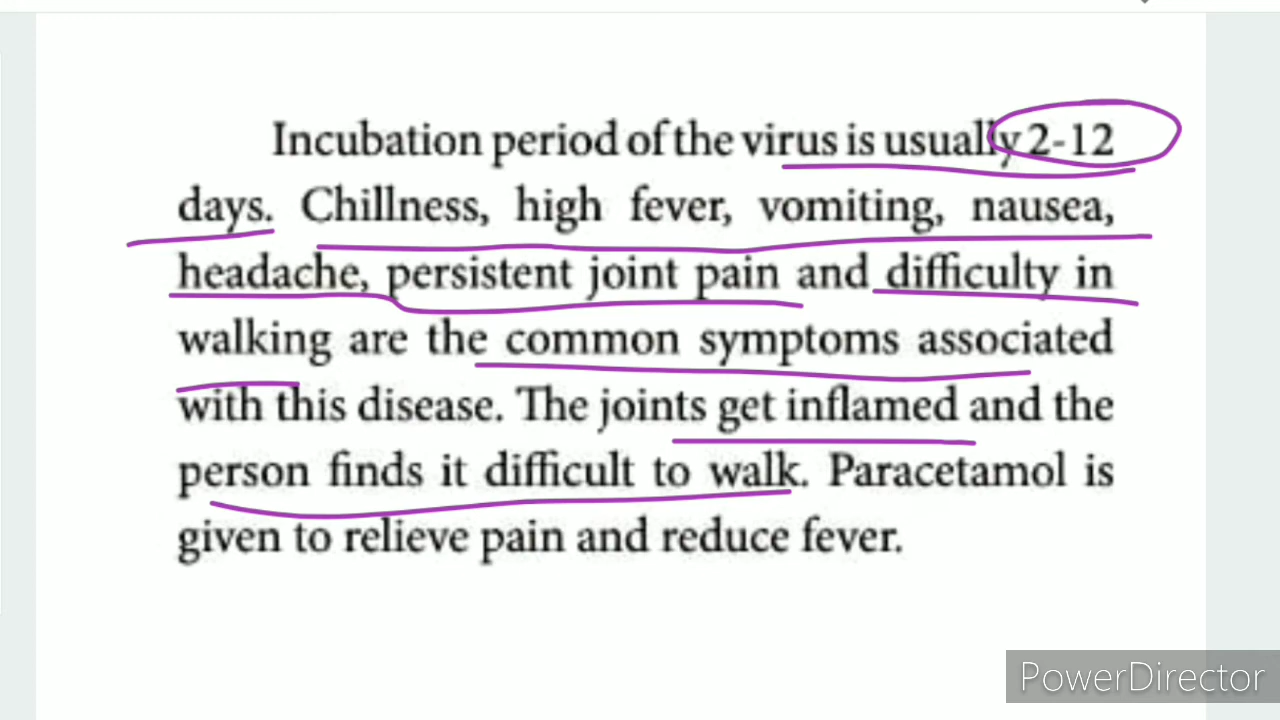 Incubation period of the virus is usually 2-12
days. Chillness, high fever, vomiting, nausea,
headache, persistent joint pain and difficulty in
walking are the common symptoms associated
with this disease. The joints get inflamed and the
person finds it difficult to walk. Paracetamol is
given to relieve pain and reduce fever.
PowerDirector